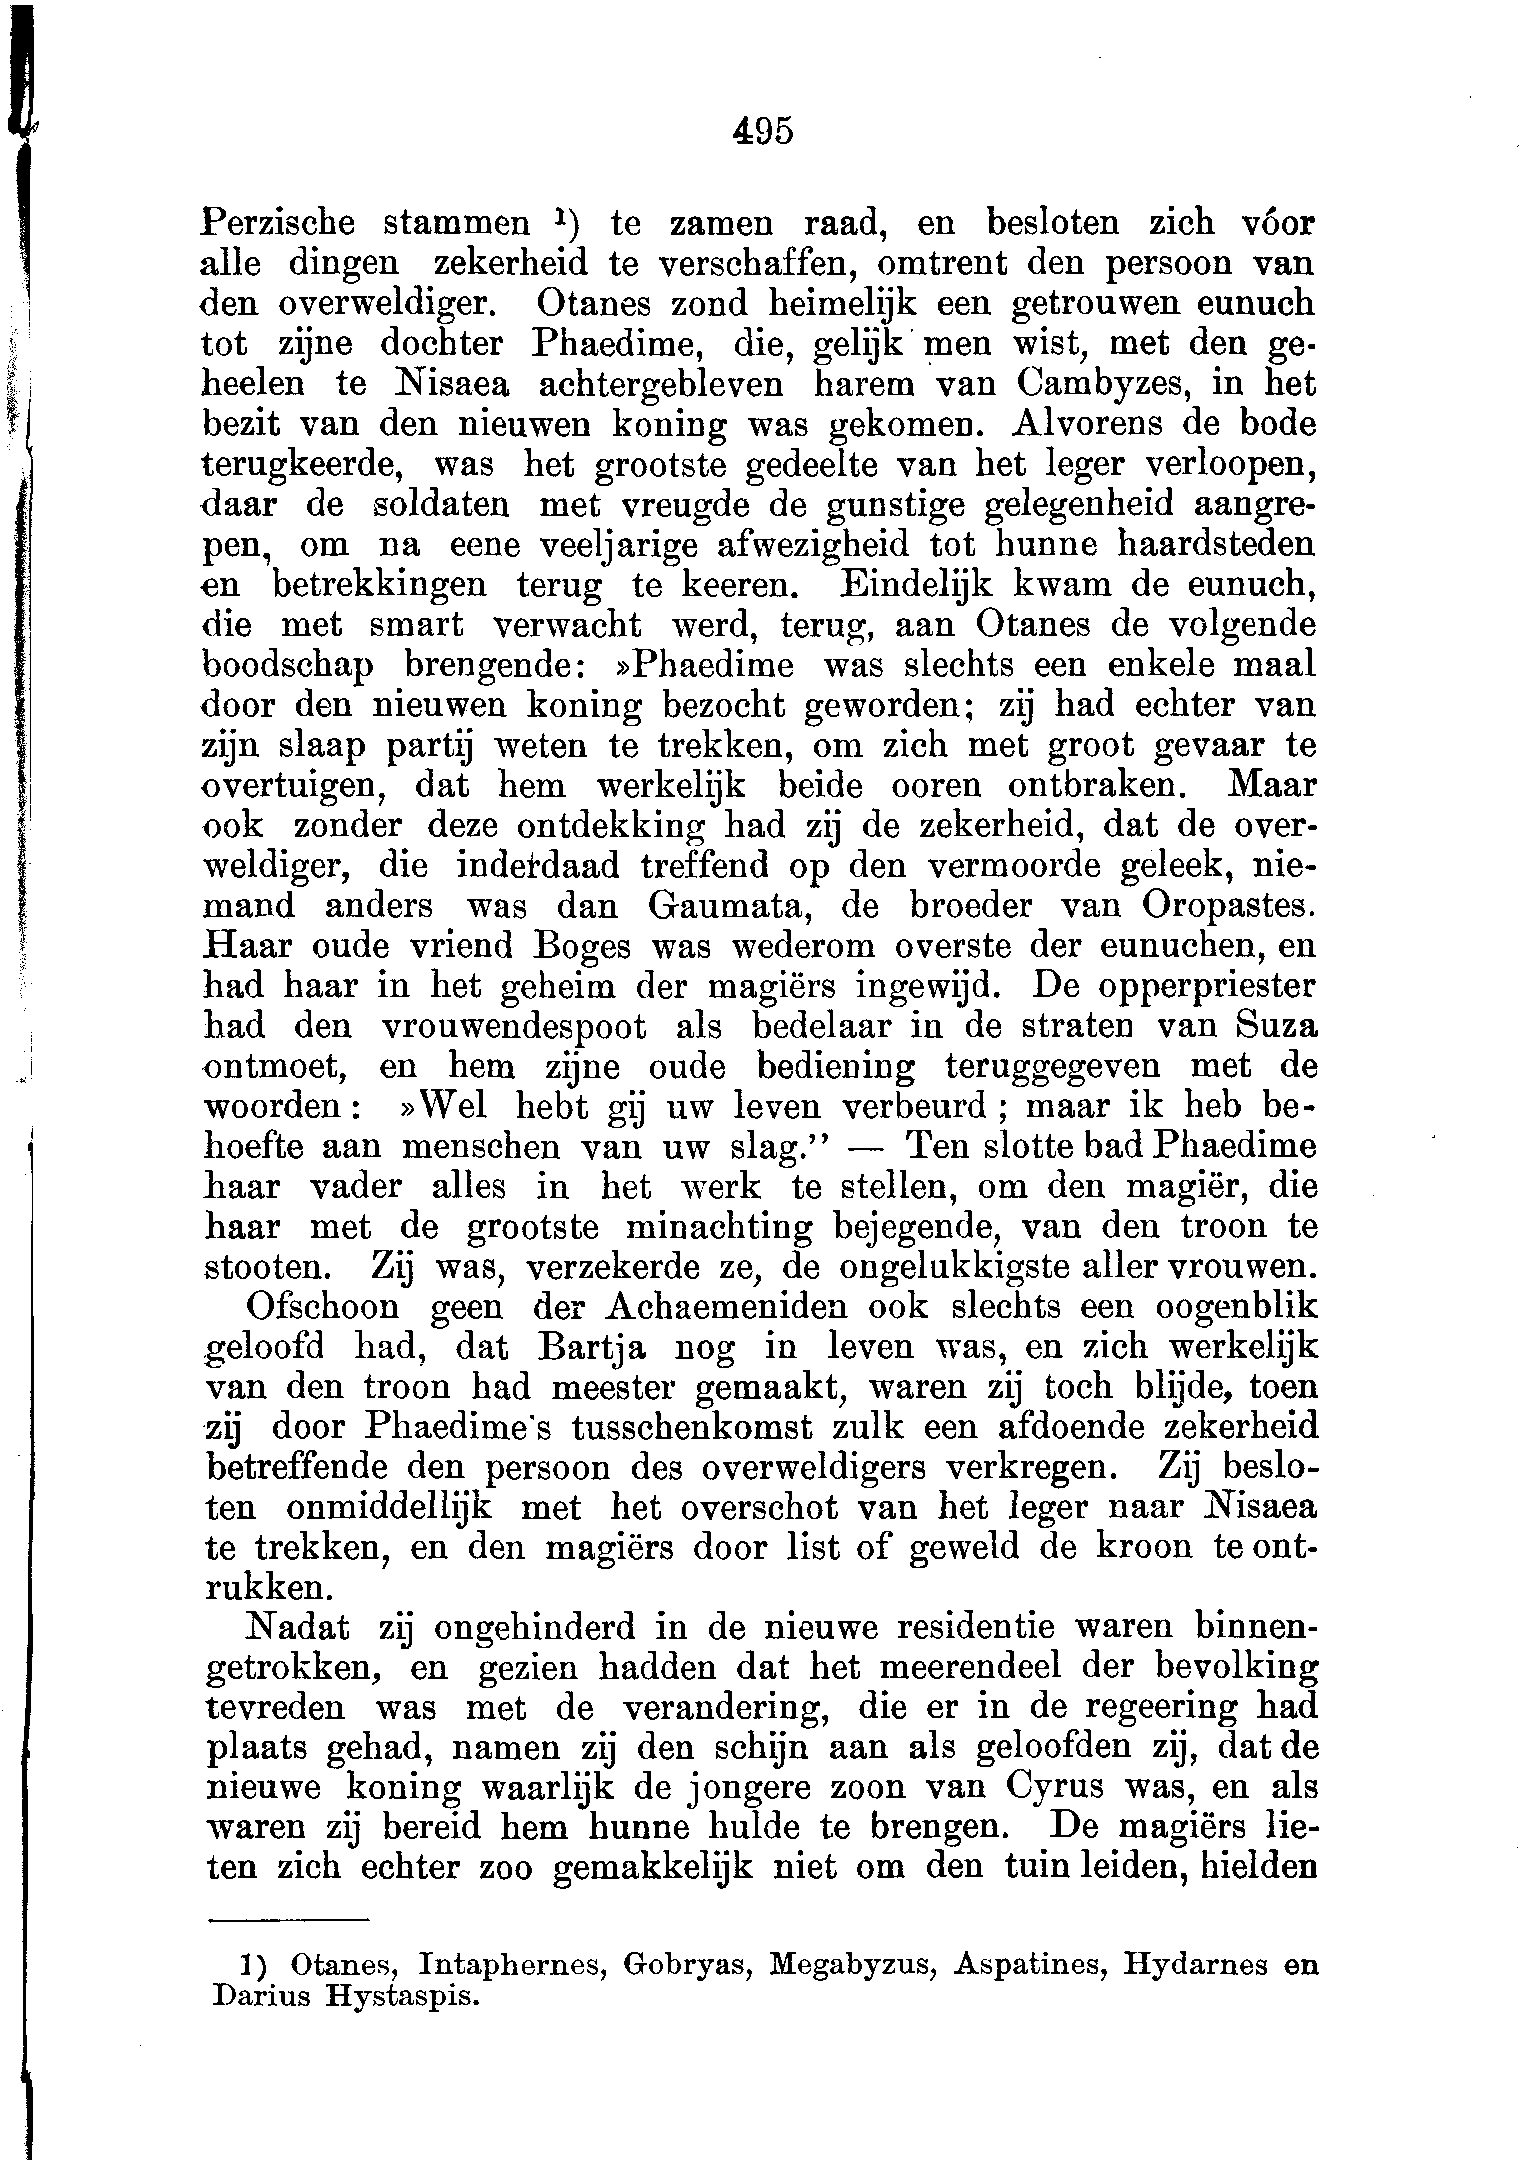 495
Perzische stammen ¹) te zamen raad, en besloten zich vóor
alle dingen zekerheid te verschaffen, omtrent den persoon van
den overweldiger. Otanes zond heimelijk een getrouwen eunuch
tot zijne dochter Phaedime, die, gelijk men wist, met den ge-
heelen te Nisaea achtergebleven harem van Cambyzes, in het
bezit van den nieuwen koning was gekomen. Alvorens de bode
terugkeerde, was het grootste gedeelte van het leger verloopen,
daar de soldaten met vreugde de gunstige gelegenheid aangre-
pen, om na eene veeljarige afwezigheid tot hunne haardsteden
en betrekkingen terug te keeren. Eindelijk kwam de eunuch,
die met smart verwacht werd, terug, aan Otanes de volgende
boodschap brengende: »Phaedime was slechts een enkele maal
door den nieuwen koning bezocht geworden; zij had echter van
zijn slaap partij weten te trekken, om zich met groot gevaar te
overtuigen, dat hem werkelijk beide ooren ontbraken. Maar
ook zonder deze ontdekking had zij de zekerheid, dat de over-
weldiger, die inderdaad treffend op den vermoorde geleek, nie-
mand anders was dan Gaumata, de broeder van Oropastes.
Haar oude vriend Boges was wederom overste der eunuchen, en
had haar in het geheim der magiërs ingewijd. De opperpriester
had den vrouwendespoot als bedelaar in de straten van Suza
ontmoet, en hem zijne oude bediening teruggegeven met de
woorden: »Wel hebt gij uw leven verbeurd; maar ik heb be-
hoefte aan menschen van uw slag.” — Ten slotte bad Phaedime
haar vader alles in het werk te stellen, om den magiër, die
haar met de grootste minachting bejegende, van den troon te
stooten. Zij was, verzekerde ze, de ongelukkigste aller vrouwen.
Ofschoon geen der Achaemeniden ook slechts een oogenblik
geloofd had, dat Bartja nog in leven was, en zich werkelijk
van den troon had meester gemaakt, waren zij toch blijde, toen
zij door Phaedime's tusschenkomst zulk een afdoende zekerheid
betreffende den persoon des overweldigers verkregen. Zij beslo-
ten onmiddellijk met het overschot van het leger naar Nisaea
te trekken, en den magiërs door list of geweld de kroon te ont-
rukken.
Nadat zij ongehinderd in de nieuwe residentie waren binnen-
getrokken, en gezien hadden dat het meerendeel der bevolking
tevreden was met de verandering, die er in de regeering had
plaats gehad, namen zij den schijn aan als geloofden zij, dat de
nieuwe koning waarlijk de jongere zoon van Cyrus was, en als
waren zij bereid hem hunne hulde te brengen. De magiërs lie-
ten zich echter zoo gemakkelijk niet om den tuin leiden, hielden
1) Otanes, Intaphernes, Gobryas, Megabyzus, Aspatines, Hydarnes en
Darius Hystaspis.